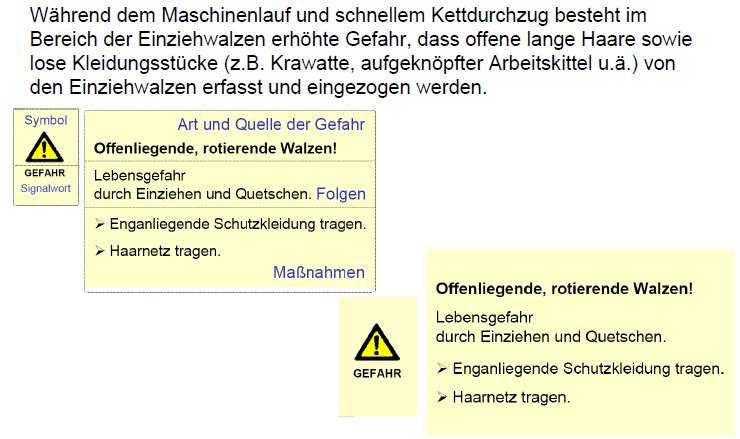 Während dem Maschinenlauf und schnellem Kettdurchzug besteht im
Bereich der Einziehwalzen erhöhte Gefahr, dass offene lange Haare sowie
lose Kleidungsstücke (z.B. Krawatte, aufgeknöpfter Arbeitskittel u.ä.) von
den Einziehwalzen erfasst und eingezogen werden.
Symbol
GEFAHR
Signalwort
Art und Quelle der Gefahr
Offenliegende, rotierende Walzen!
Lebensgefahr
durch Einziehen und Quetschen. Folgen
➢ Enganliegende Schutzkleidung tragen.
➢ Haarnetz tragen.
Maßnahmen
GEFAHR
Offenliegende, rotierende Walzen!
Lebensgefahr
durch Einziehen und Quetschen.
➢ Enganliegende Schutzkleidung tragen.
➢ Haarnetz tragen.